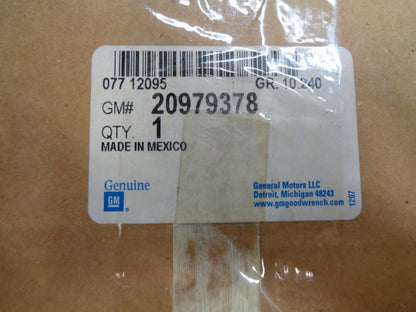 07 12095 GR. 10.240
GM# 20979378
QTY. 1
MADE IN MEXICO
Genuine
GM
General Motors LLC
Detroit, Michigan 48243
www.gmgoodwrench.com
1207